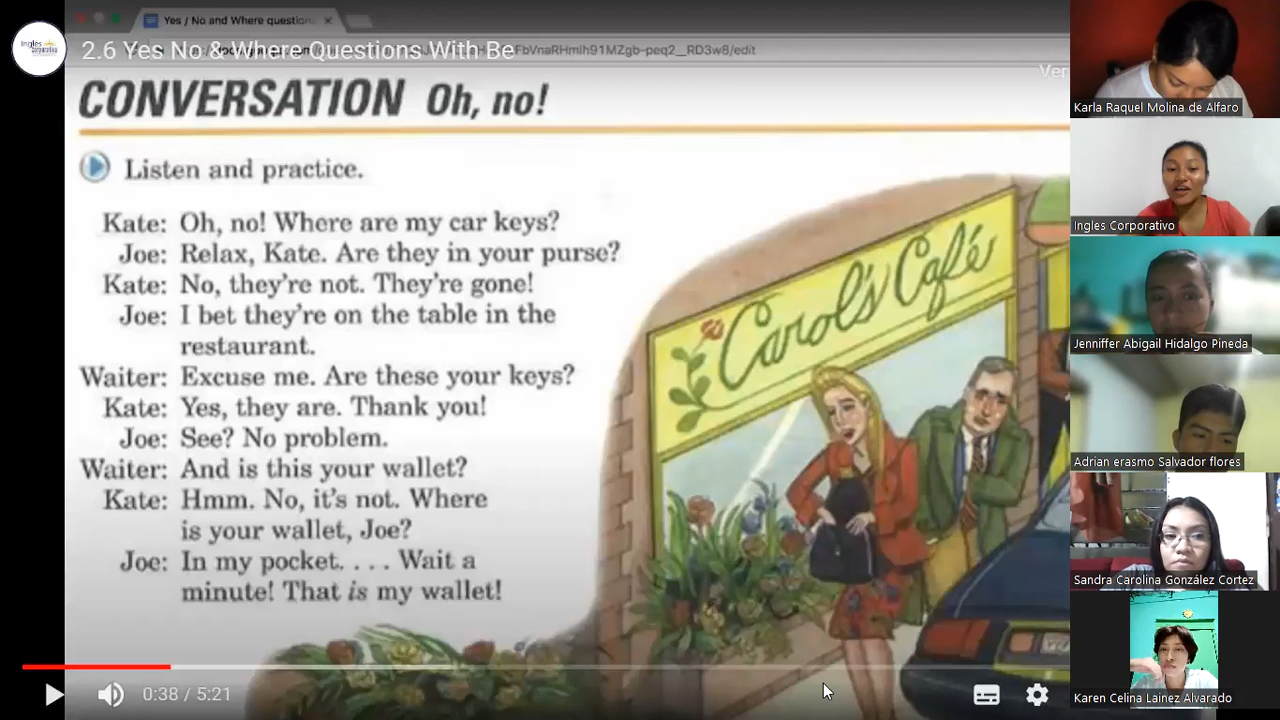 Yes / No and Where question
Inglés
Corporativo
2.6 Yes No & Where Questions With Be
FbVnaRHmIh91MZgb-peq2__RD3w8/edit
Ver
CONVERSATION Oh, no!
Listen and practice.
Kate: Oh, no! Where are my car keys?
Joe: Relax, Kate. Are they in your purse?
Kate: No, they're not. They're gone!
Joe: I bet they're on the table in the
restaurant.
Waiter: Excuse me. Are these your keys?
Kate: Yes, they are. Thank you!
Joe: See? No problem.
Waiter: And is this your wallet?
Kate: Hmm. No, it's not. Where
is your wallet, Joe?
Joe: In my pocket. . . . Wait a
minute! That is my wallet!
Carol's Café
0:38 / 5:21
Karla Raquel Molina de Alfaro
Ingles Corporativo
Jenniffer Abigail Hidalgo Pineda
Adrian erasmo Salvador flores
Sandra Carolina González Cortez
Karen Celina Lainez Alvarado